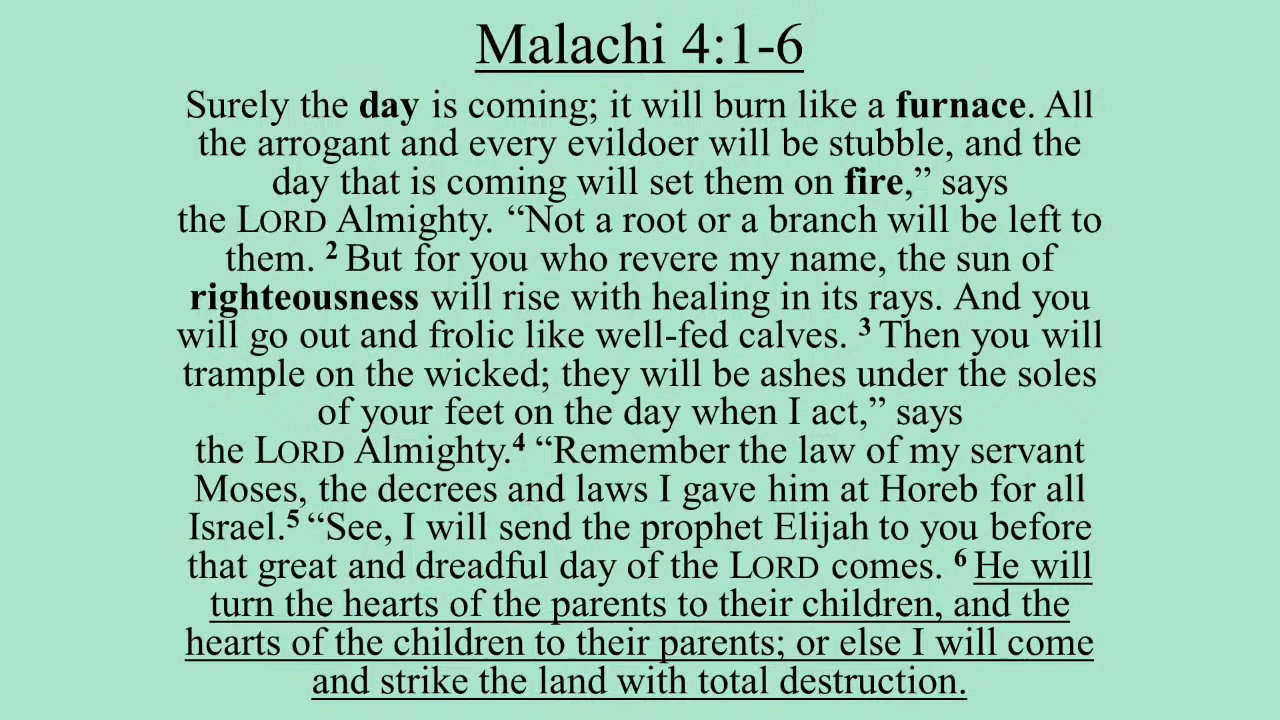 Malachi 4:1-6
Surely the day is coming; it will burn like a furnace. All
the arrogant and every evildoer will be stubble, and the
day that is coming will set them on fire,” says
the LORD Almighty. “Not a root or a branch will be left to
them. 2 But for you who revere my name, the sun of
righteousness will rise with healing in its rays. And you
will go out and frolic like well-fed calves. 3 Then you will
trample on the wicked; they will be ashes under the soles
of your feet on the day when I act,” says
the LORD Almighty.4 “Remember the law of my servant
Moses, the decrees and laws I gave him at Horeb for all
Israel.5 “See, I will send the prophet Elijah to you before
that great and dreadful day of the LORD comes. 6 He will
turn the hearts of the parents to their children, and the
hearts of the children to their parents; or else I will come
and strike the land with total destruction.